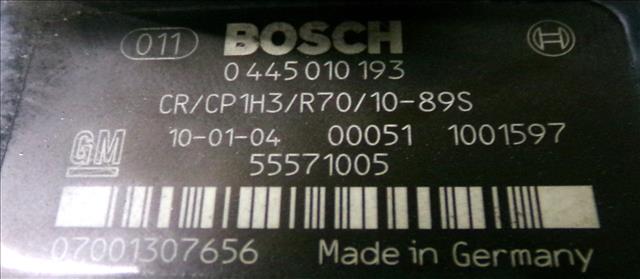 011 BOSCH
0 445 010 193
CR/CP1H3/R70/10-89S
GM 10-01-04 00051 1001597
55571005
07001307656 Made in Germany